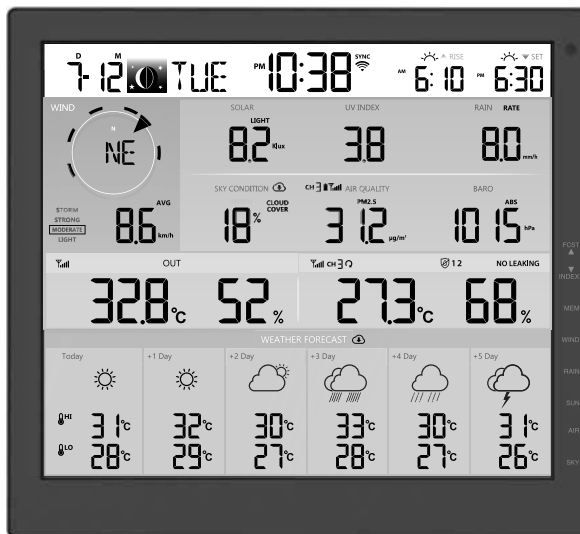 D M SYNC RISE SET
7-12 TUE PM 10:38 AM 6:10 PM 6:30
WIND SOLAR UV INDEX RAIN RATE
N LIGHT
NE 8.2 Klux 3.8 8.0 mm/h
SKY CONDITION CH 3 AIR QUALITY BARO
STORM AVG CLOUD COVER PM2.5 ABS
STRONG
MODERATE 8.6 km/h 18 % 312 µg/m³ 1015 hPa
LIGHT
OUT CH 3 1 2 NO LEAKING
32.8 °C 52 % 27.3 °C 68 %
WEATHER FORECAST
Today +1 Day +2 Day +3 Day +4 Day +5 Day
HI 31°C 32°C 30°C 33°C 30°C 31°C
LO 28°C 29°C 27°C 28°C 27°C 26°C
FCST
INDEX
MEM
WIND
RAIN
SUN
AIR
SKY